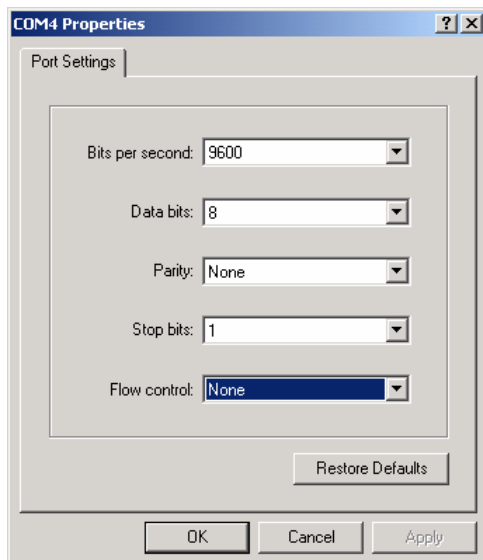 COM4 Properties
Port Settings
Bits per second: 9600
Data bits: 8
Parity: None
Stop bits: 1
Flow control: None
Restore Defaults
OK Cancel Apply